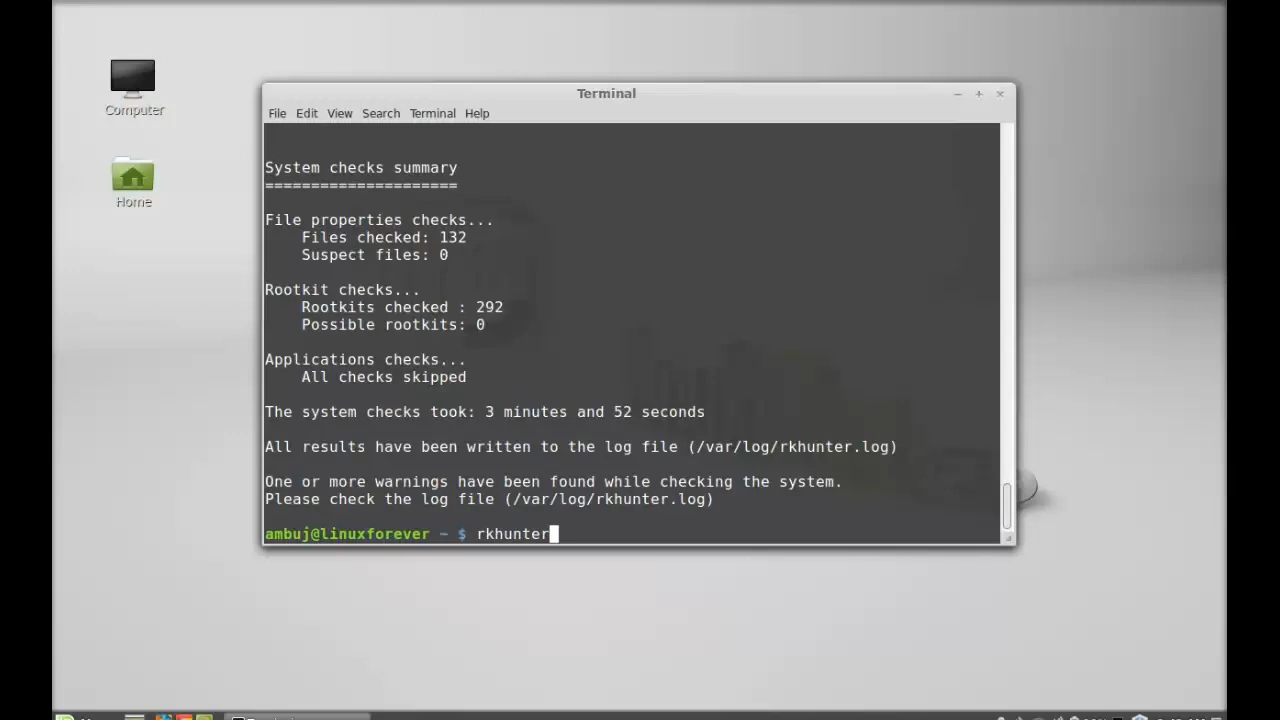 Computer
Home
Terminal
File Edit View Search Terminal Help
System checks summary
=====================
File properties checks...
Files checked: 132
Suspect files: 0
Rootkit checks...
Rootkits checked : 292
Possible rootkits: 0
Applications checks...
All checks skipped
The system checks took: 3 minutes and 52 seconds
All results have been written to the log file (/var/log/rkhunter.log)
One or more warnings have been found while checking the system.
Please check the log file (/var/log/rkhunter.log)
ambuj@linuxforever ~ $ rkhunter